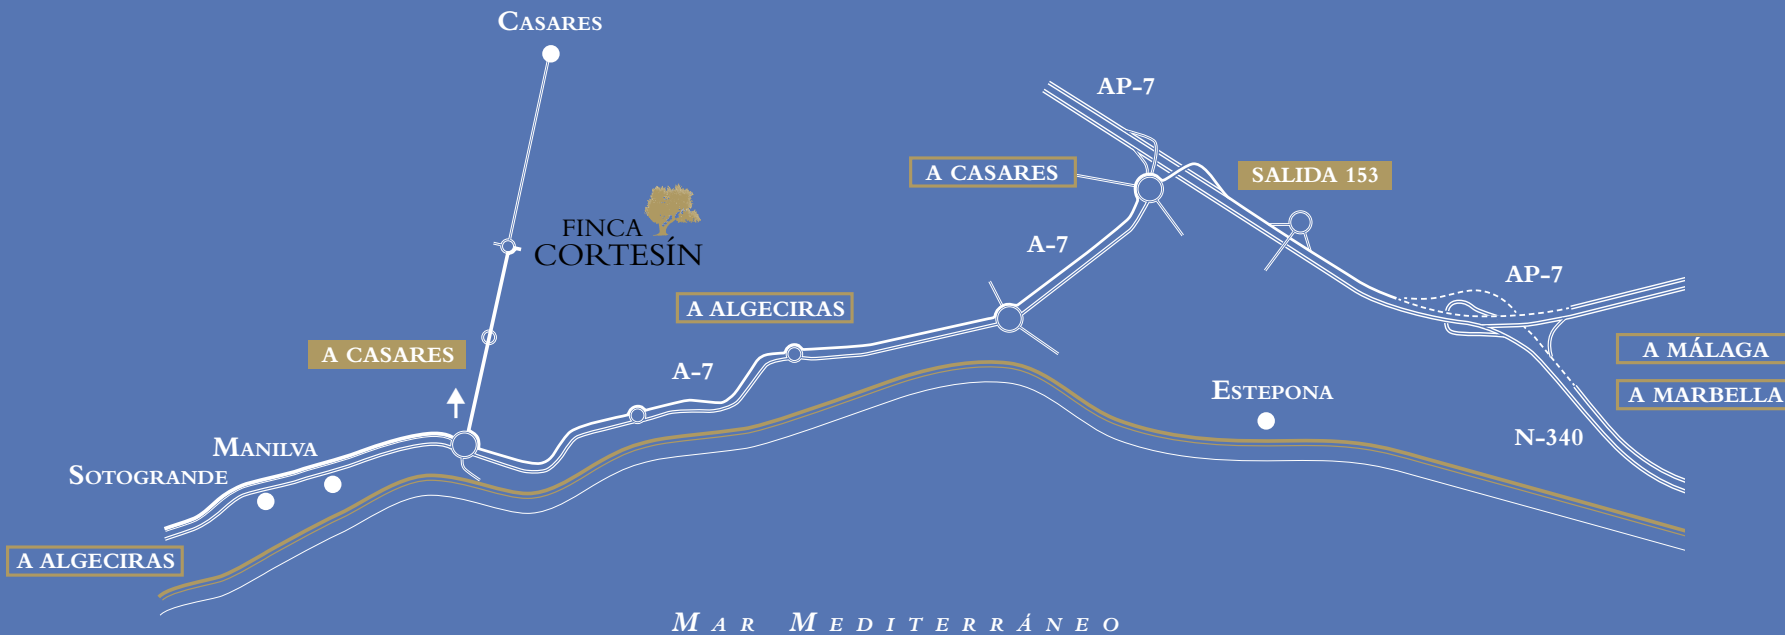 CASARES
AP-7
A CASARES
SALIDA 153
FINCA
CORTESÍN
A-7
AP-7
A ALGECIRAS
A CASARES
A-7
A MÁLAGA
ESTEPONA
A MARBELLA
MANILVA
N-340
SOTOGRANDE
A ALGECIRAS
MAR MEDITERRÁNEO